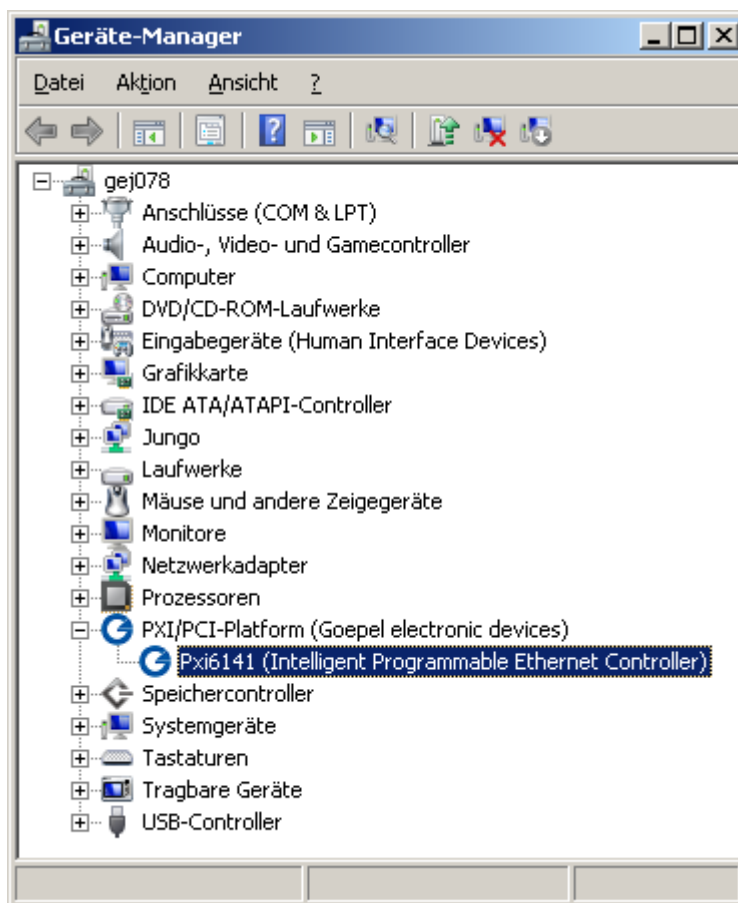 Geräte-Manager
Datei Aktion Ansicht ?
gej078
Anschlüsse (COM & LPT)
Audio-, Video- und Gamecontroller
Computer
DVD/CD-ROM-Laufwerke
Eingabegeräte (Human Interface Devices)
Grafikkarte
IDE ATA/ATAPI-Controller
Jungo
Laufwerke
Mäuse und andere Zeigegeräte
Monitore
Netzwerkadapter
Prozessoren
PXI/PCI-Platform (Goepel electronic devices)
Pxi6141 (Intelligent Programmable Ethernet Controller)
Speichercontroller
Systemgeräte
Tastaturen
Tragbare Geräte
USB-Controller